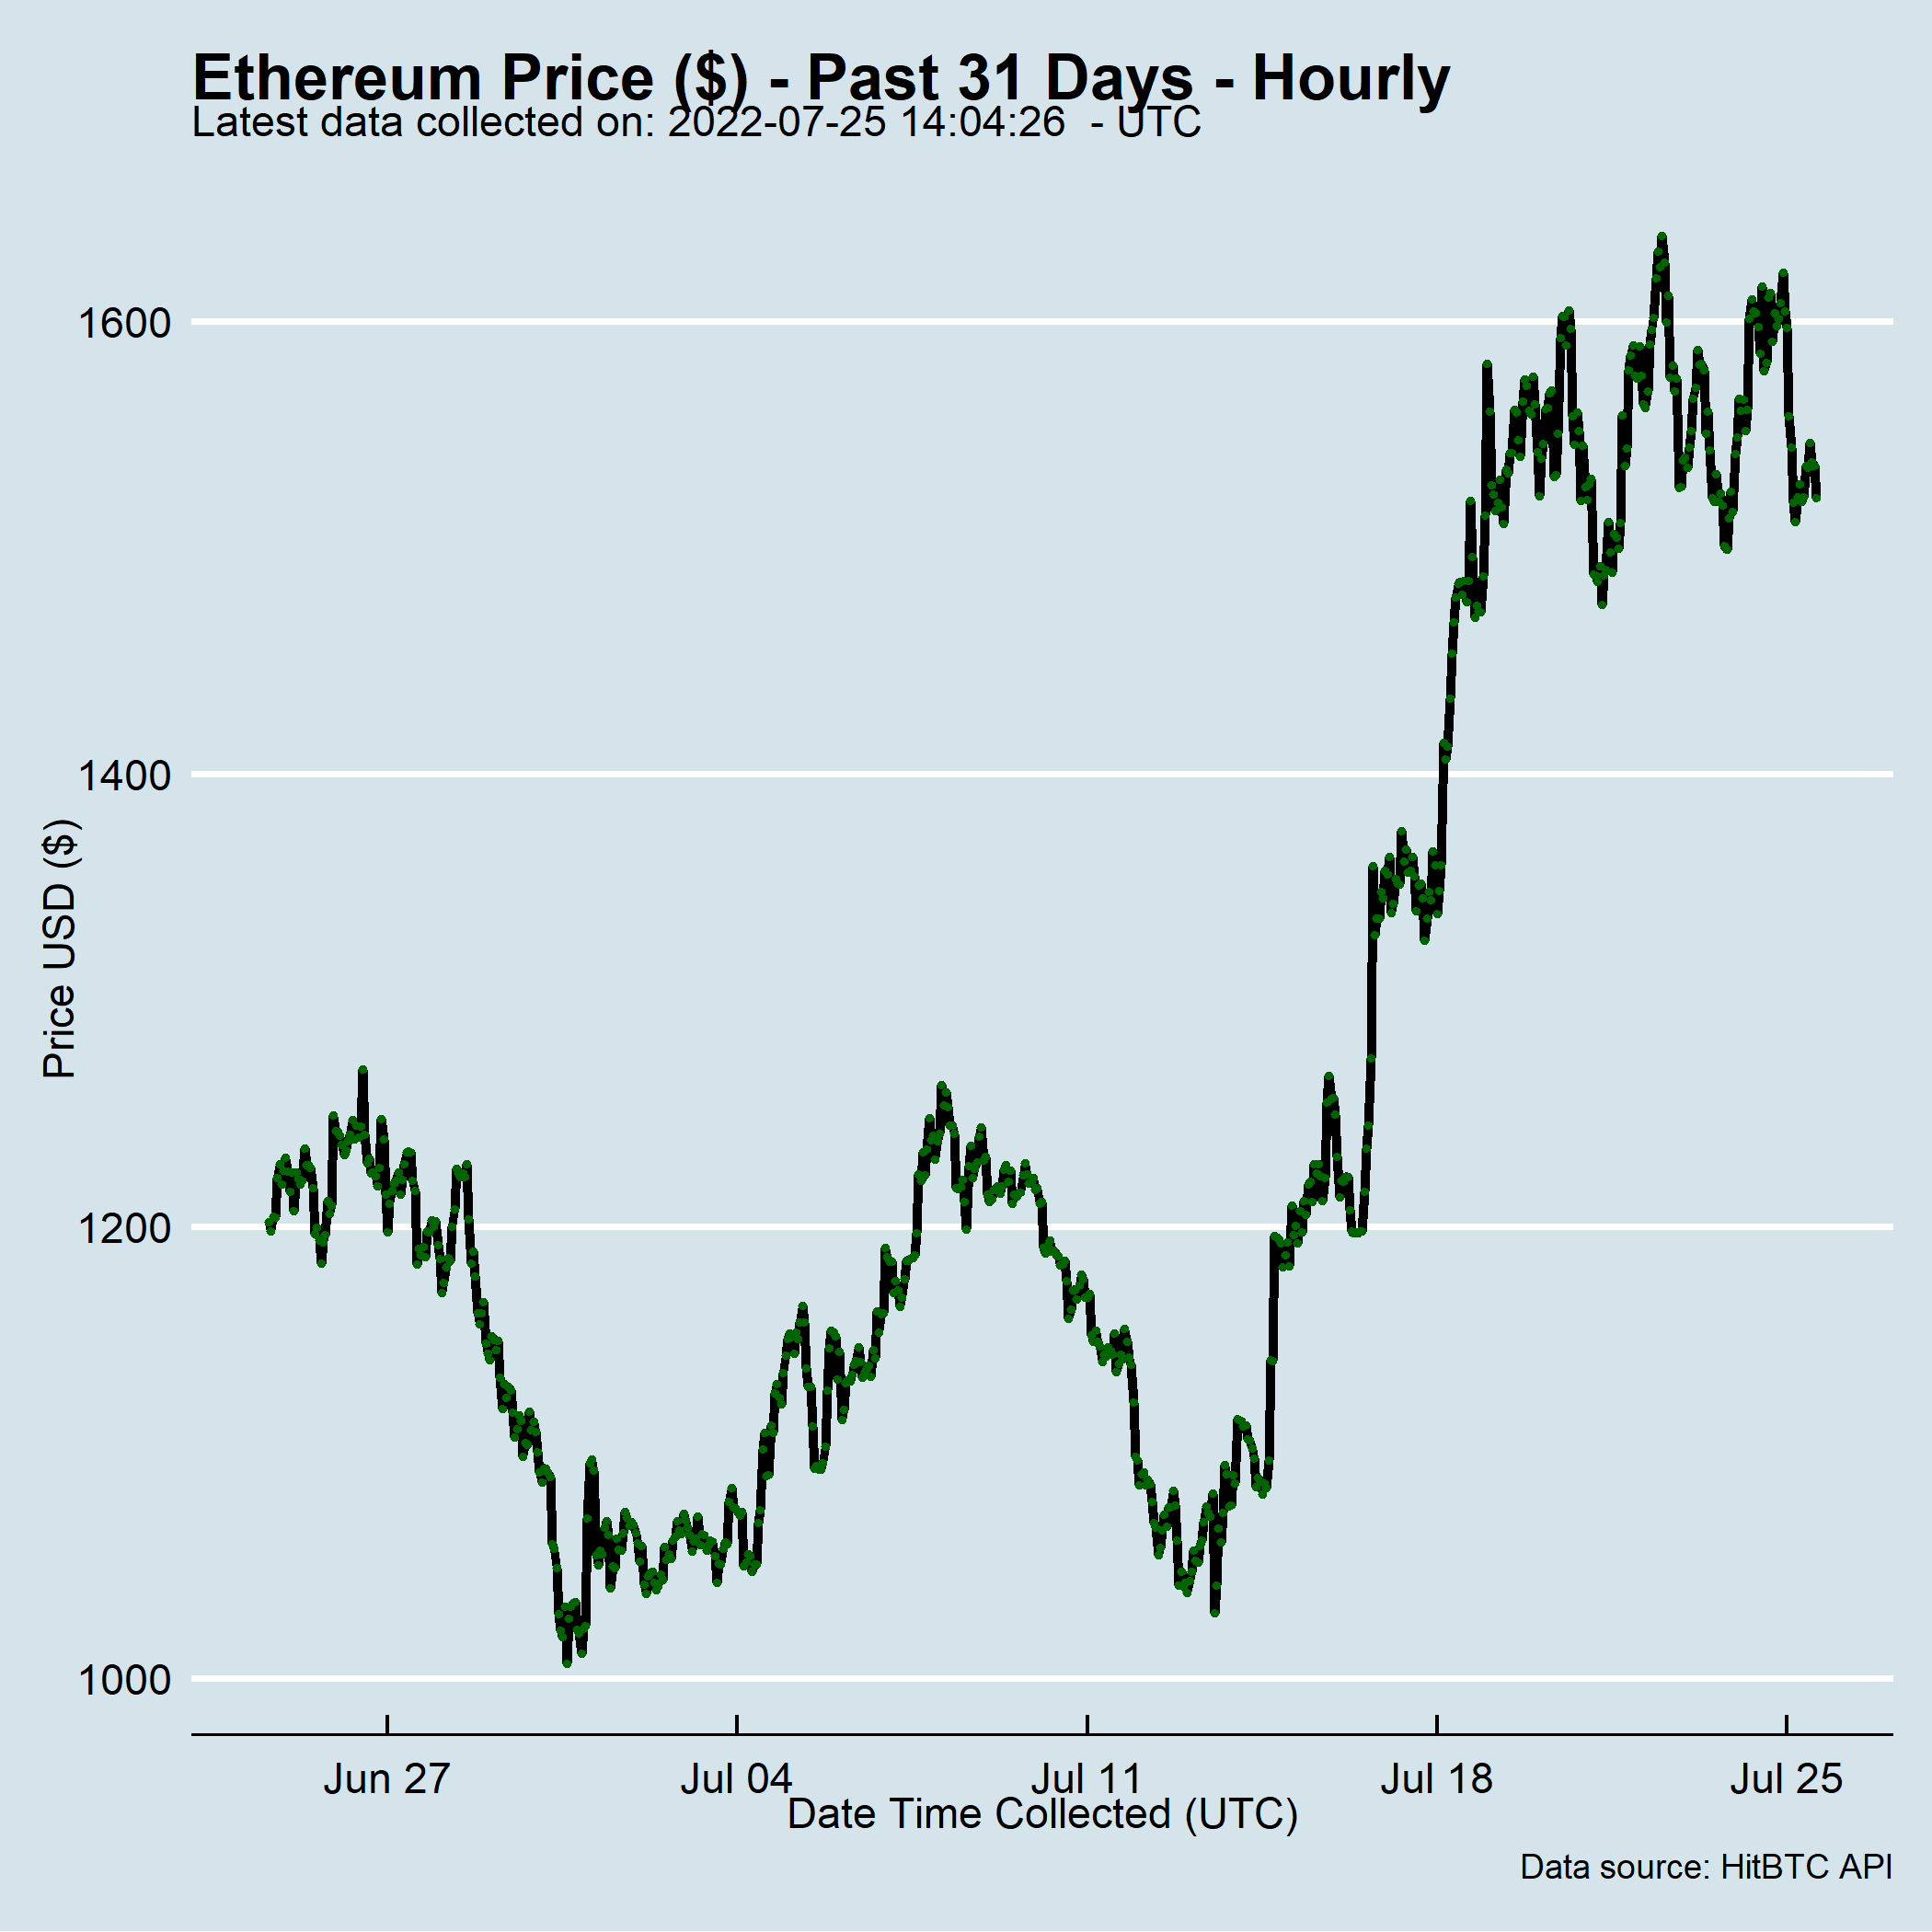 Ethereum Price ($) - Past 31 Days - Hourly
Latest data collected on: 2022-07-25 14:04:26  - UTC
1600
1400
1200
1000
Price USD ($)
Jun 27 Jul 04 Jul 11 Jul 18 Jul 25
Date Time Collected (UTC)
Data source: HitBTC API